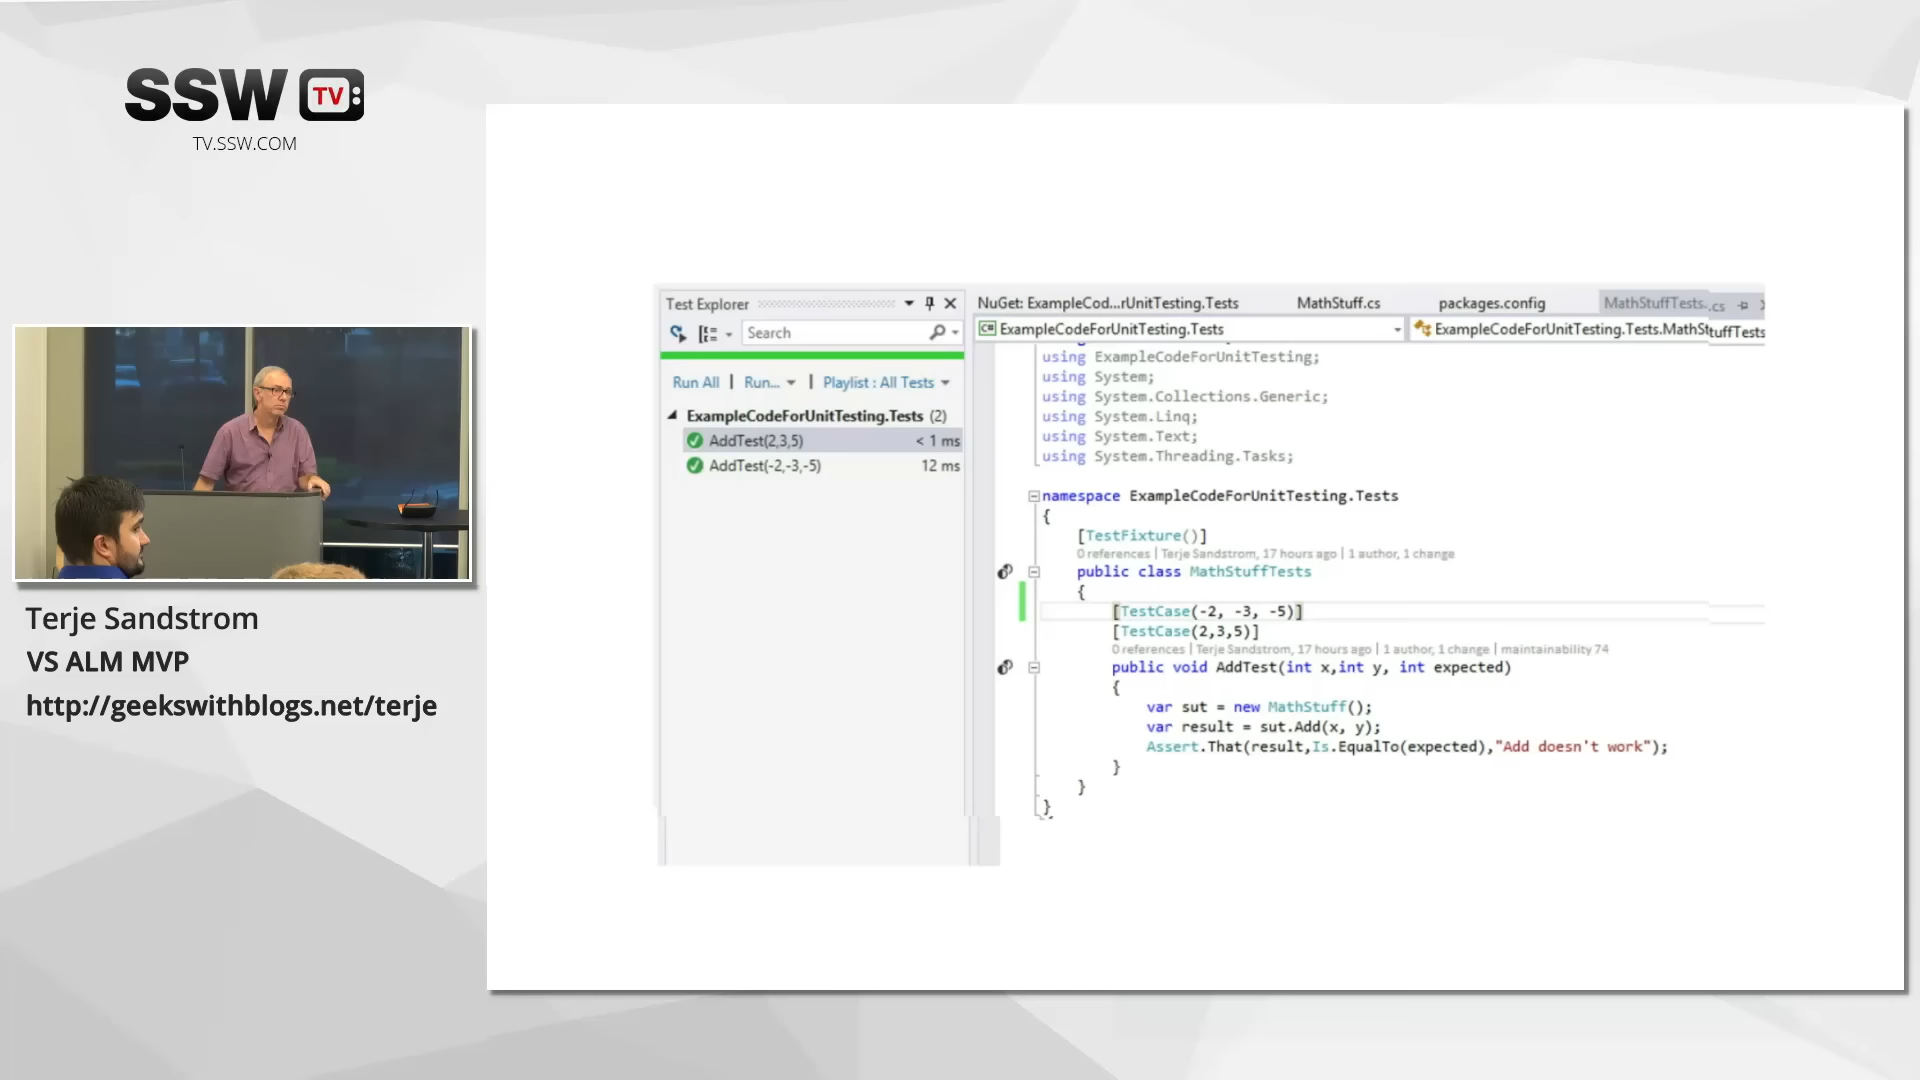 SSW TV:
TV.SSW.COM
Terje Sandstrom
VS ALM MVP
http://geekswithblogs.net/terje
Test Explorer
Search
Run All | Run... | Playlist : All Tests
ExampleCodeForUnitTesting.Tests (2)
AddTest(2,3,5) < 1 ms
AddTest(-2,-3,-5) 12 ms
NuGet: ExampleCod...rUnitTesting.Tests MathStuff.cs packages.config MathStuffTests.cs
C# ExampleCodeForUnitTesting.Tests ExampleCodeForUnitTesting.Tests.MathStuffTests
using ExampleCodeForUnitTesting;
using System;
using System.Collections.Generic;
using System.Linq;
using System.Text;
using System.Threading.Tasks;
namespace ExampleCodeForUnitTesting.Tests
{
[TestFixture()]
0 references | Terje Sandstrom, 17 hours ago | 1 author, 1 change
public class MathStuffTests
{
[TestCase(-2, -3, -5)]
[TestCase(2,3,5)]
0 references | Terje Sandstrom, 17 hours ago | 1 author, 1 change | maintainability 74
public void AddTest(int x,int y, int expected)
{
var sut = new MathStuff();
var result = sut.Add(x, y);
Assert.That(result,Is.EqualTo(expected),"Add doesn't work");
}
}
}